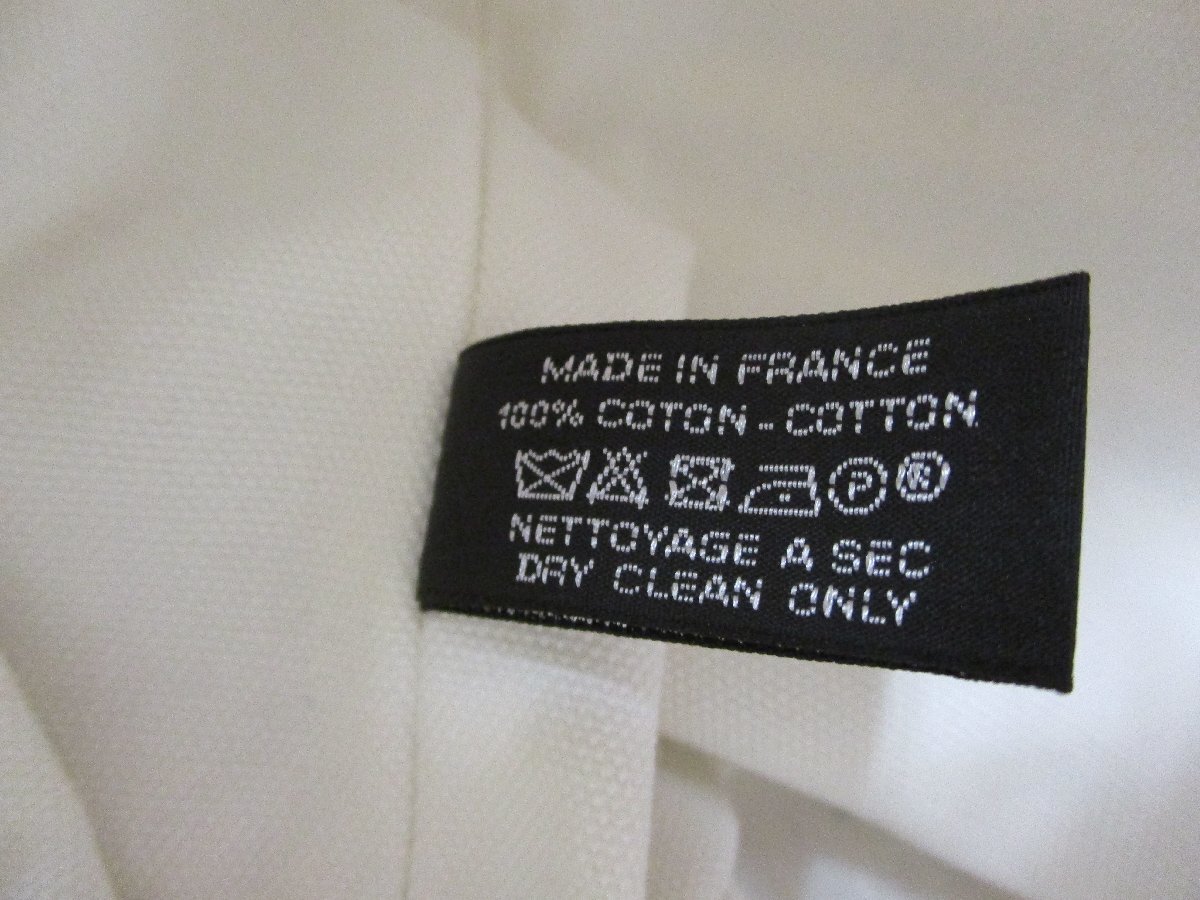 MADE IN FRANCE
100% COTON - COTTON
P ®
NETTOYAGE A SEC
DRY CLEAN ONLY